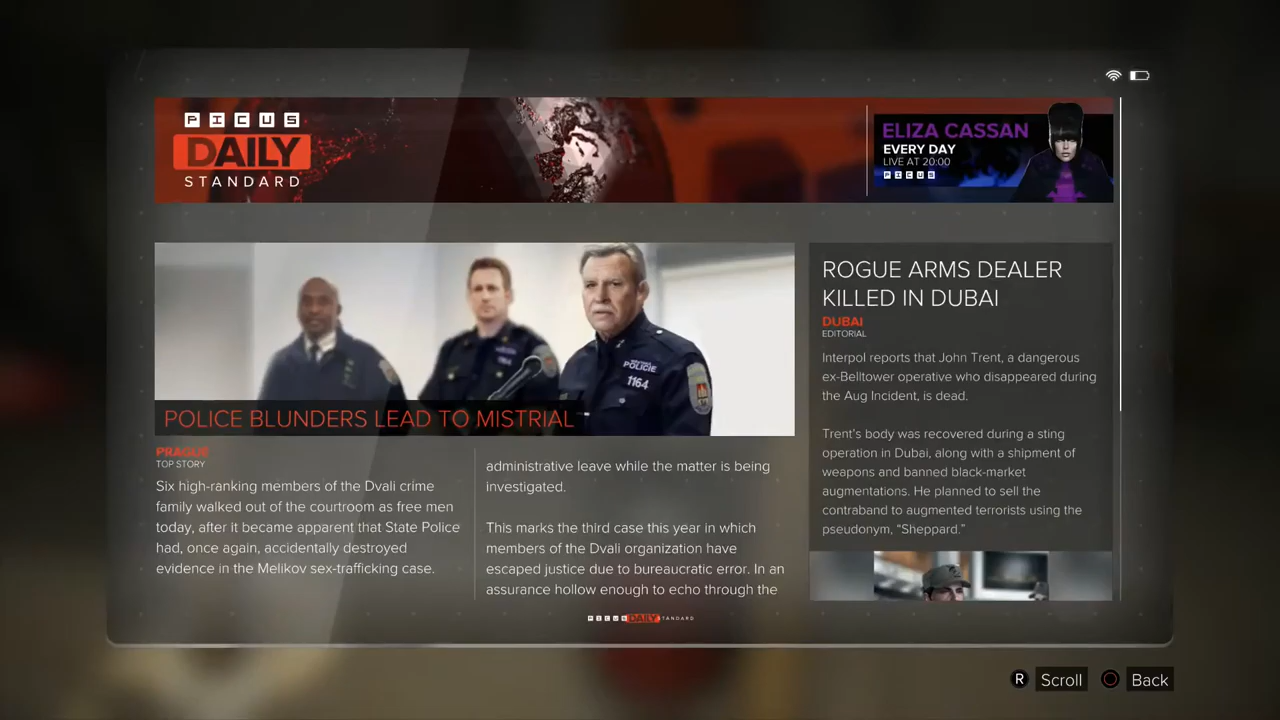 PICUS
DAILY
STANDARD
ELIZA CASSAN
EVERY DAY
LIVE AT 20:00
PICUS
POLICIE
1164
POLICE BLUNDERS LEAD TO MISTRIAL
PRAGUE
TOP STORY
Six high-ranking members of the Dvali crime
family walked out of the courtroom as free men
today, after it became apparent that State Police
had, once again, accidentally destroyed
evidence in the Melikov sex-trafficking case.
administrative leave while the matter is being
investigated.
This marks the third case this year in which
members of the Dvali organization have
escaped justice due to bureaucratic error. In an
assurance hollow enough to echo through the
ROGUE ARMS DEALER
KILLED IN DUBAI
DUBAI
EDITORIAL
Interpol reports that John Trent, a dangerous
ex-Belltower operative who disappeared during
the Aug Incident, is dead.
Trent's body was recovered during a sting
operation in Dubai, along with a shipment of
weapons and banned black-market
augmentations. He planned to sell the
contraband to augmented terrorists using the
pseudonym, “Sheppard.”
PICUS DAILY STANDARD
R Scroll Back